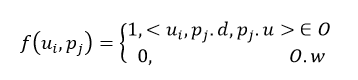 f(u_i, p_j) = {1, < u_i, p_j.d, p_j.u > ∈ O
0, O.w